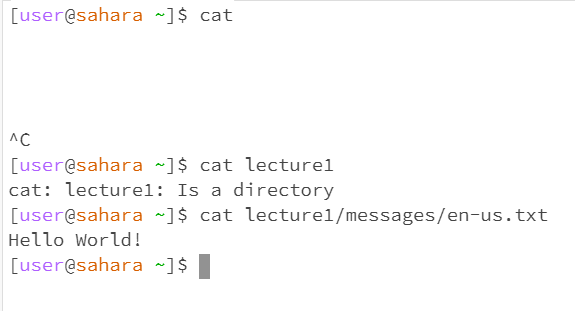 [user@sahara ~]$ cat
^C
[user@sahara ~]$ cat lecture1
cat: lecture1: Is a directory
[user@sahara ~]$ cat lecture1/messages/en-us.txt
Hello World!
[user@sahara ~]$